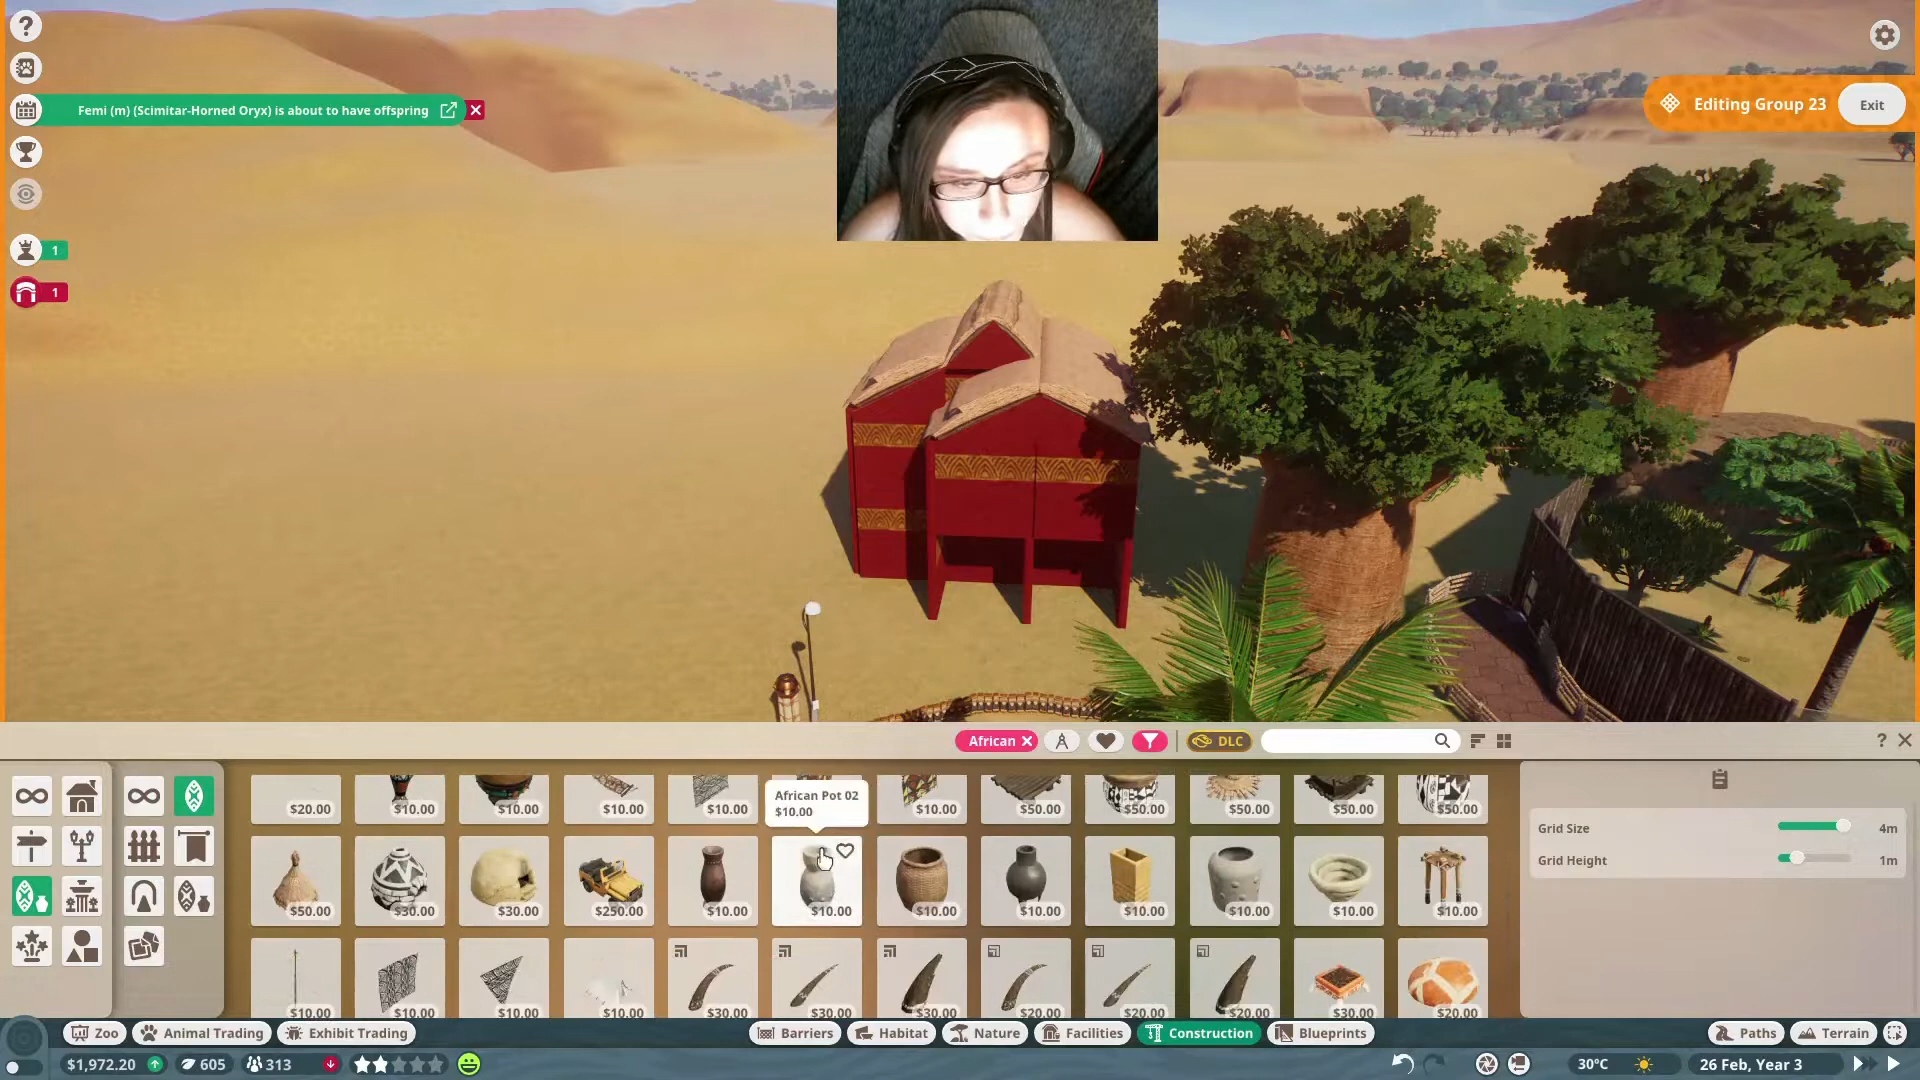 ?
Femi (m) (Scimitar-Horned Oryx) is about to have offspring
Editing Group 23
Exit
1
1
African
DLC
?
$20.00
$10.00
$10.00
$10.00
$10.00
African Pot 02
$10.00
$10.00
$50.00
$50.00
$50.00
$50.00
$50.00
$50.00
$30.00
$30.00
$250.00
$10.00
$10.00
$10.00
$10.00
$10.00
$10.00
$10.00
$10.00
$10.00
$10.00
$10.00
$30.00
$30.00
$30.00
$20.00
$20.00
$20.00
$30.00
$20.00
Grid Size
4m
Grid Height
1m
Zoo
Animal Trading
Exhibit Trading
Barriers
Habitat
Nature
Facilities
Construction
Blueprints
Paths
Terrain
$1,972.20
605
313
30°C
26 Feb, Year 3